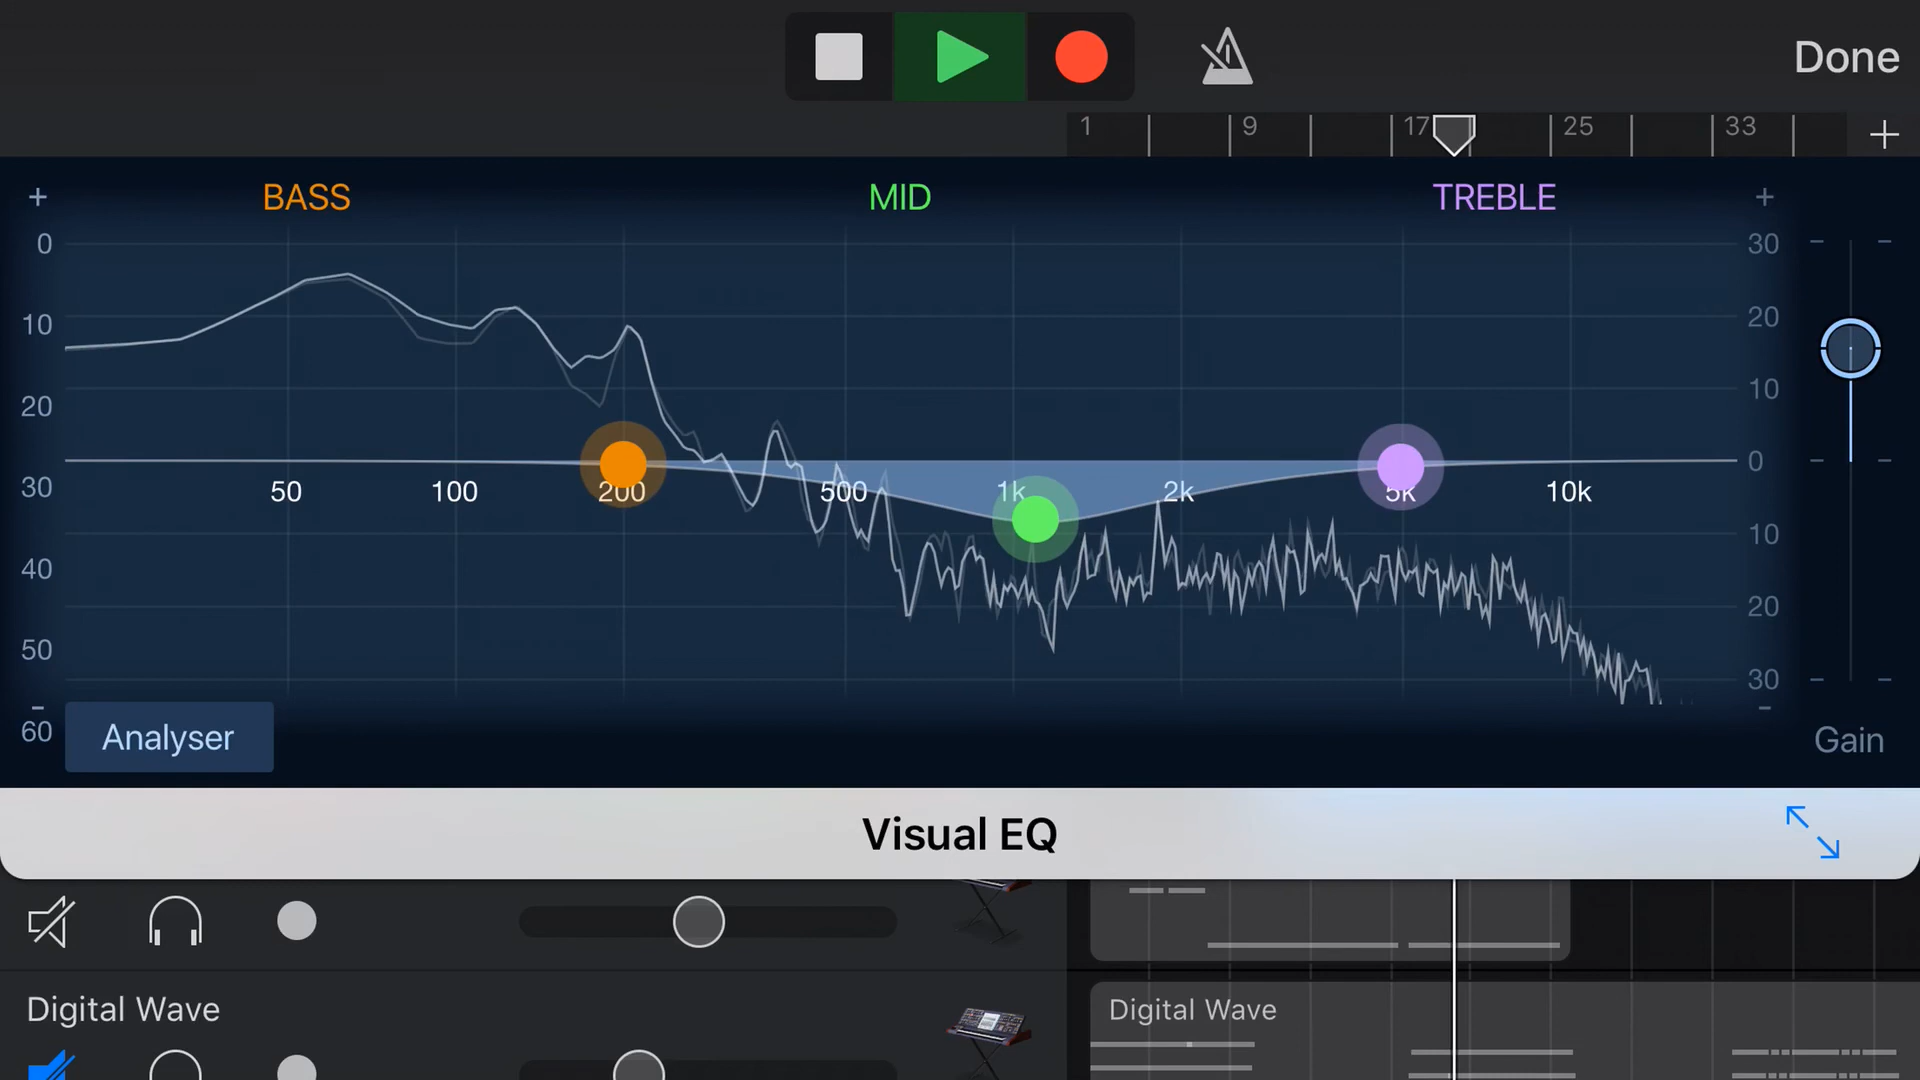 Done
1 9 17 25 33 +
+ BASS MID TREBLE +
0 30
10 20
20 10
30 50 100 200 500 1k 2k 5k 10k 0
40 10
50 20
- 30 -
60 Analyser Gain
Visual EQ
Digital Wave
Digital Wave